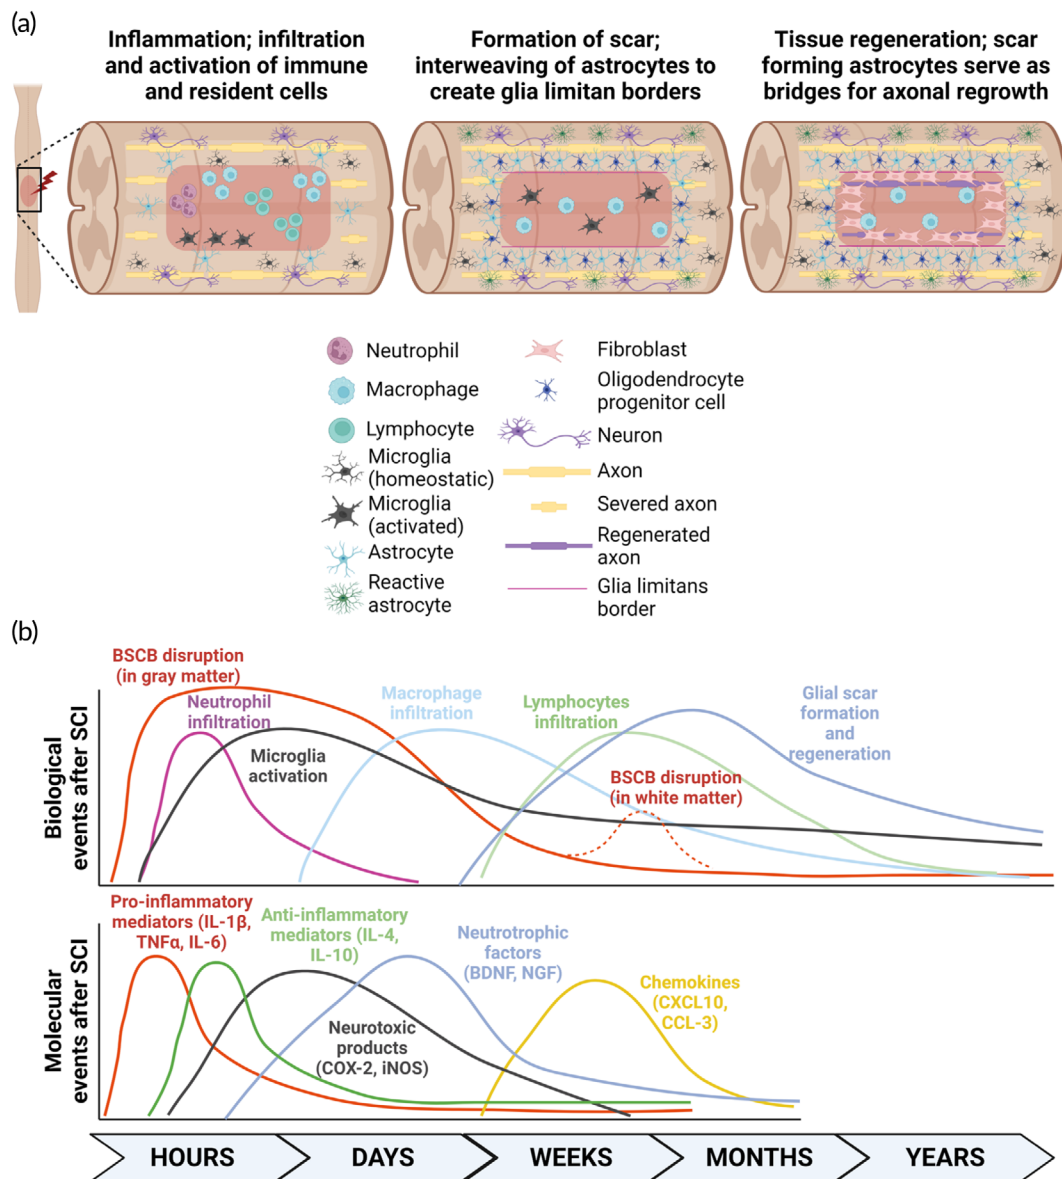 (a)
Inflammation; infiltration
and activation of immune
and resident cells
Formation of scar;
interweaving of astrocytes to
create glia limitan borders
Tissue regeneration; scar
forming astrocytes serve as
bridges for axonal regrowth
Neutrophil
Macrophage
Lymphocyte
Microglia
(homeostatic)
Microglia
(activated)
Astrocyte
Reactive
astrocyte
Fibroblast
Oligodendrocyte
progenitor cell
Neuron
Axon
Severed axon
Regenerated
axon
Glia limitans
border
(b)
Biological
events after SCI
BSCB disruption
(in gray matter)
Neutrophil
infiltration
Microglia
activation
Macrophage
infiltration
Lymphocytes
infiltration
BSCB disruption
(in white matter)
Glial scar
formation
and
regeneration
Molecular
events after SCI
Pro-inflammatory
mediators (IL-1β,
TNFα, IL-6)
Anti-inflammatory
mediators (IL-4,
IL-10)
Neurotoxic
products
(COX-2, iNOS)
Neutrotrophic
factors
(BDNF, NGF)
Chemokines
(CXCL10,
CCL-3)
HOURS
DAYS
WEEKS
MONTHS
YEARS